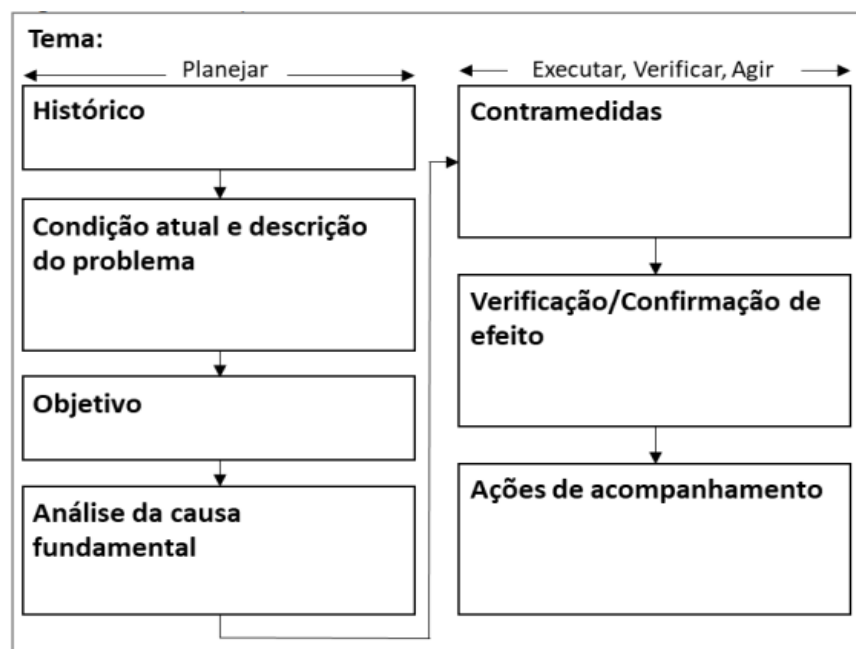 Tema:
Planejar
Histórico
Condição atual e descrição
do problema
Objetivo
Análise da causa
fundamental
Executar, Verificar, Agir
Contramedidas
Verificação/Confirmação de
efeito
Ações de acompanhamento